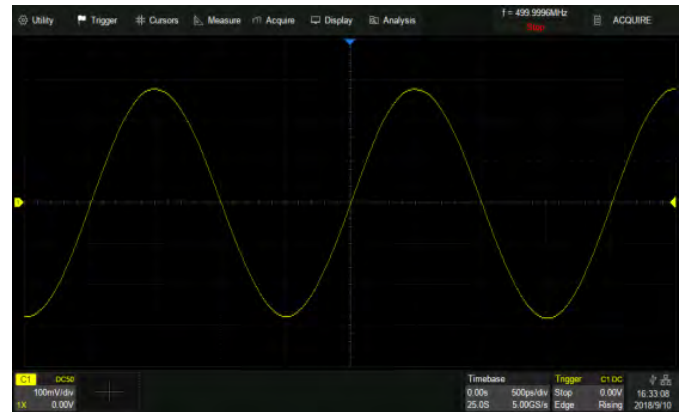 Utility Trigger Cursors Measure Acquire Display Analysis f = 499.9996MHz ACQUIRE
Stop
C1 DC50
100mV/div
1X 0.00V
Timebase
0.00s 500ps/div
25.0S 5.00GS/s
Trigger C1 DC
Stop 0.00V
Edge Rising
16:33:08
2018/9/10